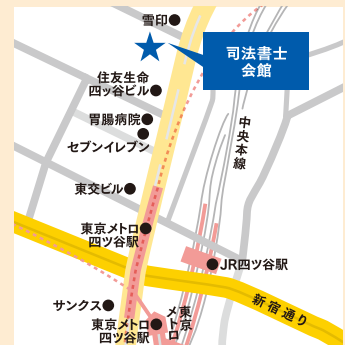 雪印
司法書士
会館
住友生命
四ッ谷ビル
胃腸病院
セブンイレブン
中央本線
東交ビル
東京メトロ
四ツ谷駅
JR四ツ谷駅
新宿通り
サンクス
東京
メトロ
東京メトロ
四ツ谷駅